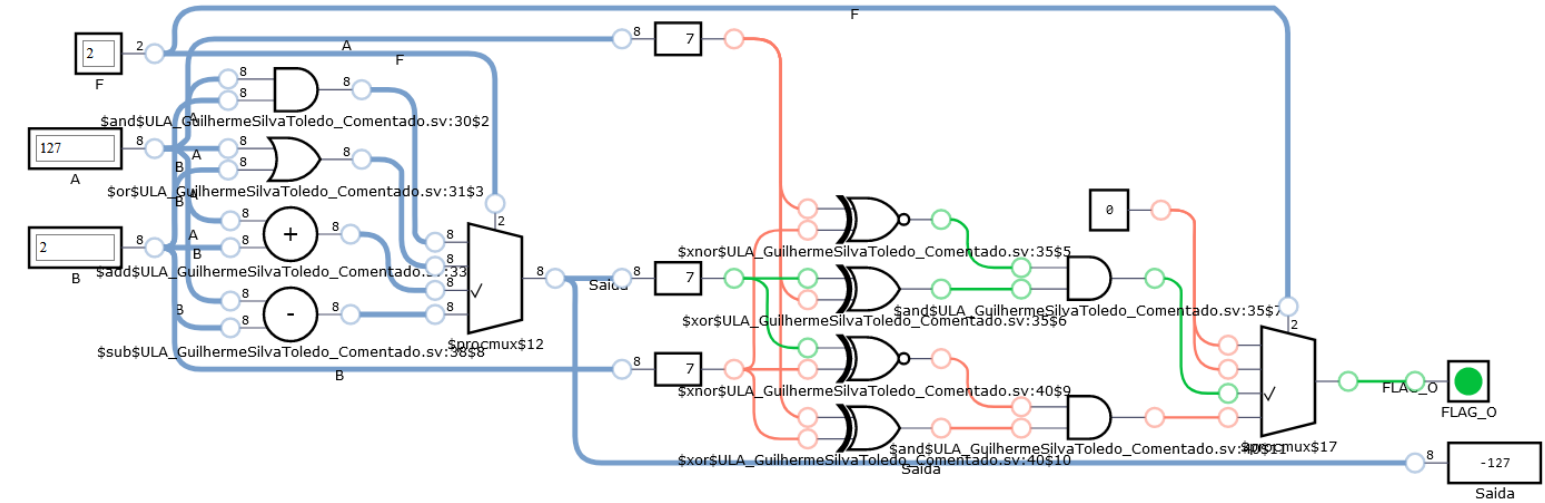 F
8
7
A
2
2
F
F
8
8
8
$and$ULA_GuilhermeSilvaToledo_Comentado.sv:30$2
A
127
8
8
8
8
A
A
B
$or$ULA_GuilhermeSilvaToledo_Comentado.sv:31$3
B
A
0
2
8
+
8
A
2
8
8
8
B
B
8
$xnor$ULA_GuilhermeSilvaToledo_Comentado.sv:35$5
$add$ULA_GuilhermeSilvaToledo_Comentado.sv:33
8
8
8
7
Saida
8
-
8
8
B
$and$ULA_GuilhermeSilvaToledo_Comentado.sv:35$7
$xor$ULA_GuilhermeSilvaToledo_Comentado.sv:35$6
2
8
$procmux$12
$sub$ULA_GuilhermeSilvaToledo_Comentado.sv:38$8
B
8
7
$xnor$ULA_GuilhermeSilvaToledo_Comentado.sv:40$9
FLAG_O
FLAG_O
$and$ULA_GuilhermeSilvaToledo_Comentado.sv:40$11
$procmux$17
$xor$ULA_GuilhermeSilvaToledo_Comentado.sv:40$10
Saida
8
-127
Saida